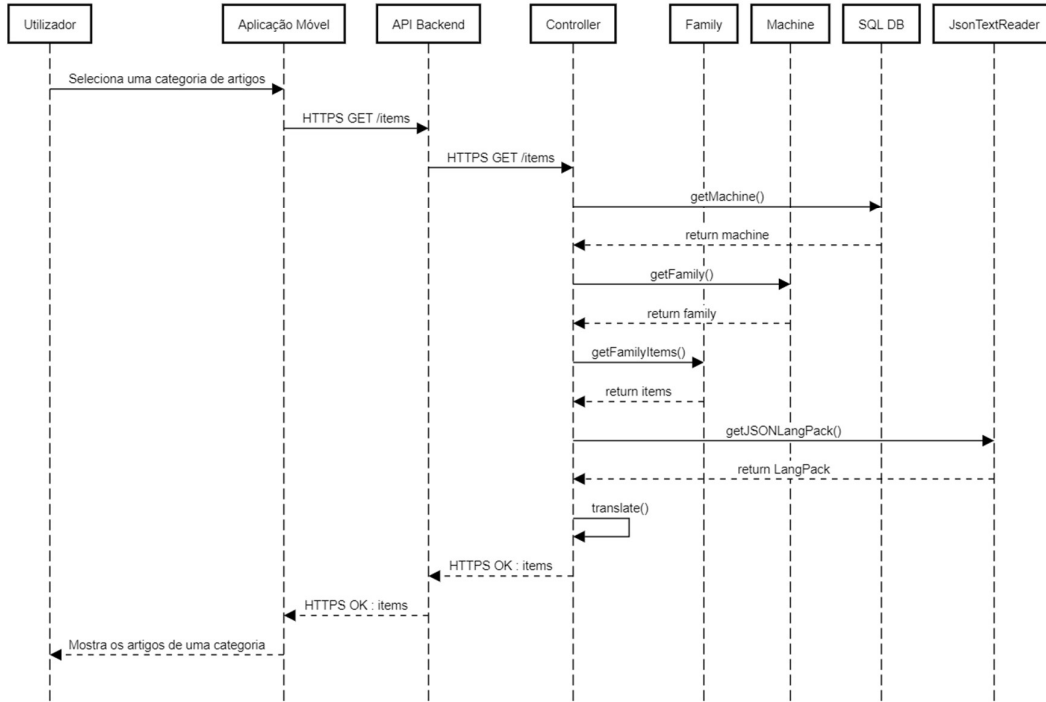 Utilizador
Aplicação Móvel
API Backend
Controller
Family
Machine
SQL DB
JsonTextReader
Seleciona uma categoria de artigos
HTTPS GET /items
HTTPS GET /items
getMachine()
return machine
getFamily()
return family
getFamilyItems()
return items
getJSONLangPack()
return LangPack
translate()
HTTPS OK : items
HTTPS OK : items
Mostra os artigos de uma categoria